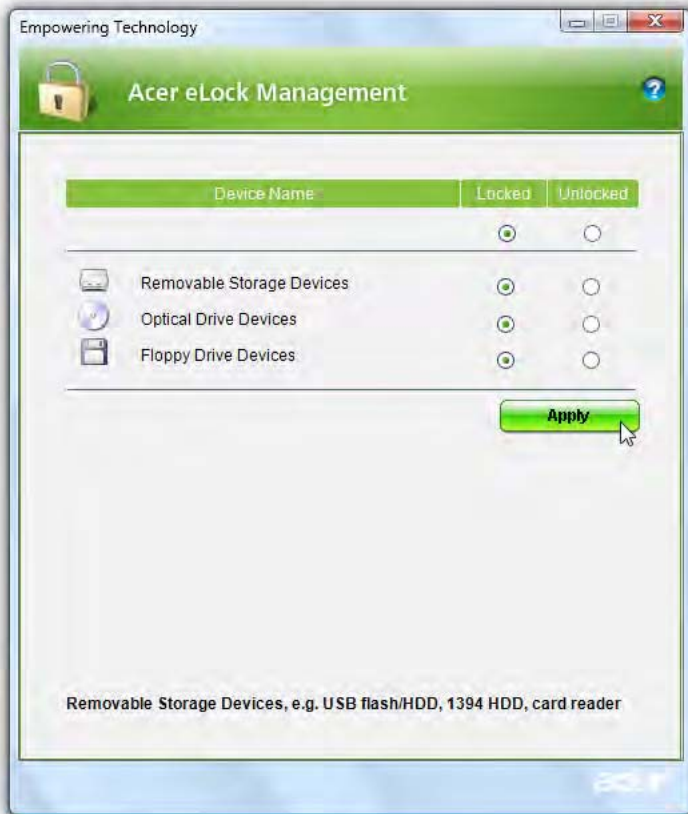 Empowering Technology
Acer eLock Management
Device Name Locked Unlocked
Removable Storage Devices
Optical Drive Devices
Floppy Drive Devices
Apply
Removable Storage Devices, e.g. USB flash/HDD, 1394 HDD, card reader
acer